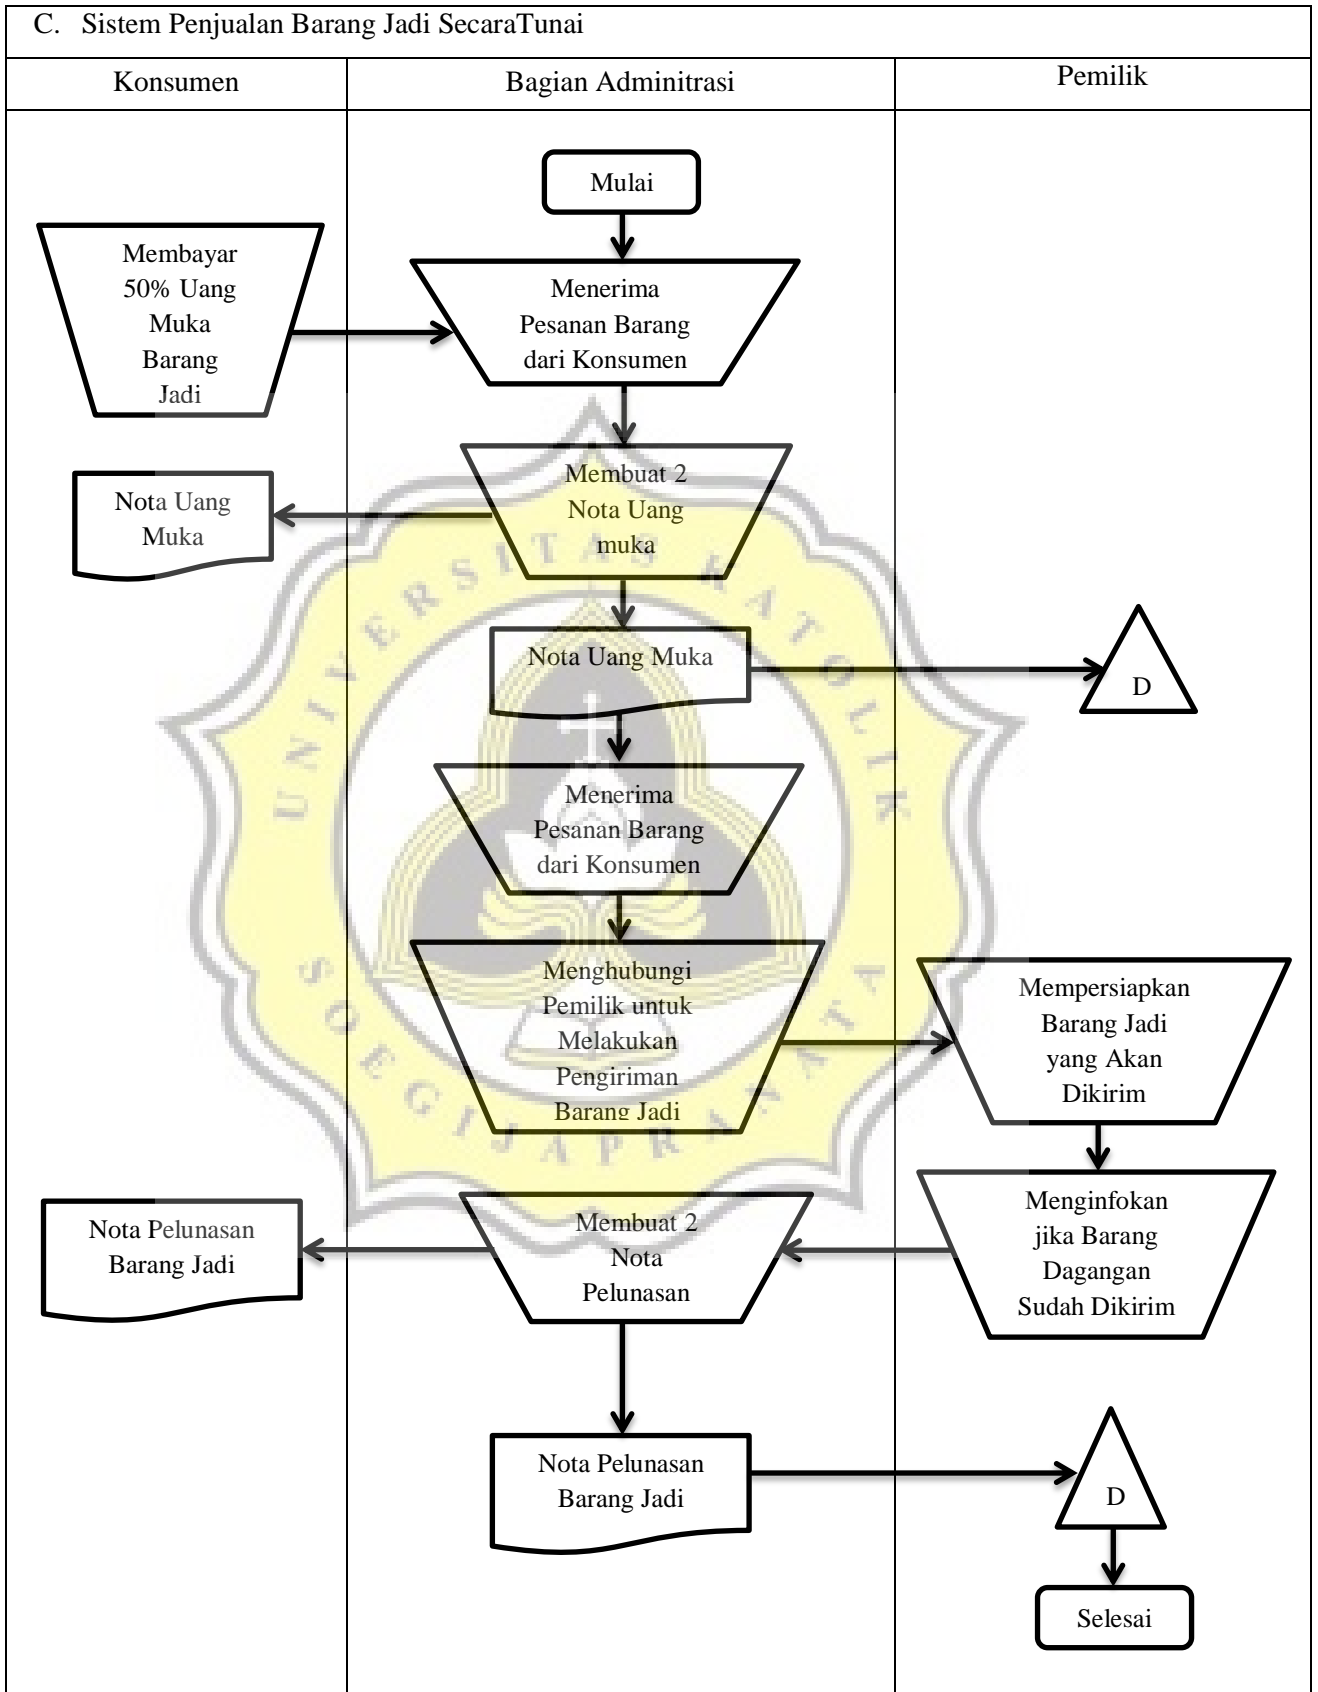 C. Sistem Penjualan Barang Jadi SecaraTunai
Konsumen
Bagian Adminitrasi
Pemilik
Mulai
Membayar
50% Uang
Muka
Barang
Jadi
Menerima
Pesanan Barang
dari Konsumen
Membuat 2
Nota Uang
muka
Nota Uang
Muka
Nota Uang Muka
D
Menerima
Pesanan Barang
dari Konsumen
Menghubungi
Pemilik untuk
Melakukan
Pengiriman
Barang Jadi
Mempersiapkan
Barang Jadi
yang Akan
Dikirim
Menginfokan
jika Barang
Dagangan
Sudah Dikirim
Membuat 2
Nota
Pelunasan
Nota Pelunasan
Barang Jadi
Nota Pelunasan
Barang Jadi
D
Selesai
UNIVERSITAS KATOLIK
SOEGIJAPRANATA